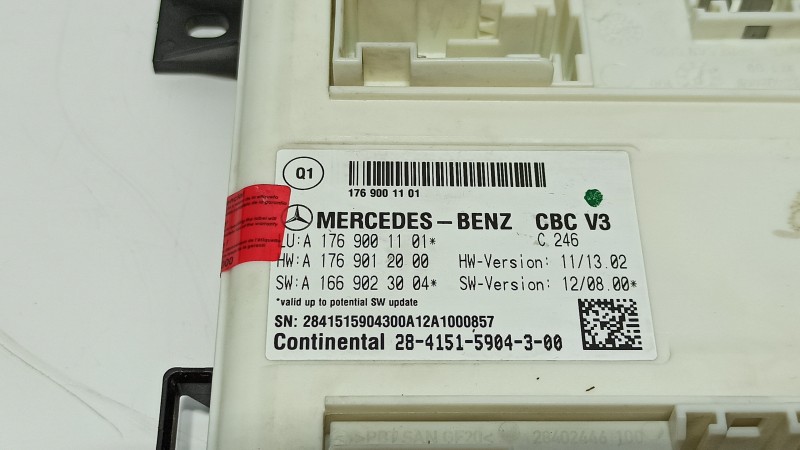 Q1
176 900 11 01
MERCEDES-BENZ CBC V3
LU:A 176 900 11 01* C 246
HW:A 176 901 20 00 HW-Version: 11/13.02
SW:A 166 902 30 04* SW-Version: 12/08.00*
*valid up to potential SW update
SN: 2841515904300A12A1000857
Continental 28-4151-5904-3-00
28402444 100